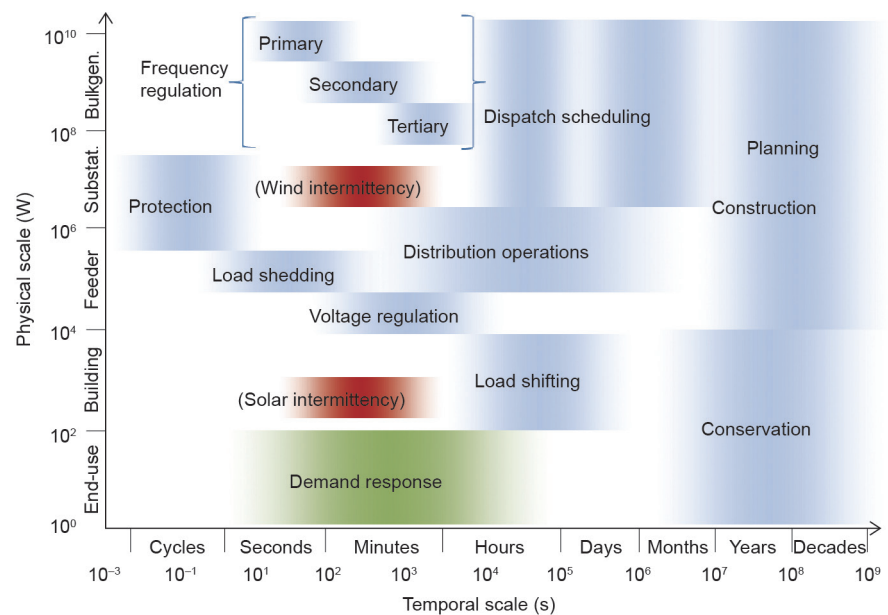 Physical scale (W)
Bulkgen.
Substat.
Feeder
Building
End-use
10¹⁰
10⁸
10⁶
10⁴
10²
10⁰
Frequency
regulation
Primary
Secondary
Tertiary
Dispatch scheduling
Planning
Construction
Protection
(Wind intermittency)
Distribution operations
Load shedding
Voltage regulation
Load shifting
(Solar intermittency)
Conservation
Demand response
Cycles Seconds Minutes Hours Days Months Years Decades
10⁻³ 10⁻¹ 10¹ 10² 10³ 10⁴ 10⁵ 10⁶ 10⁷ 10⁸ 10⁹
Temporal scale (s)